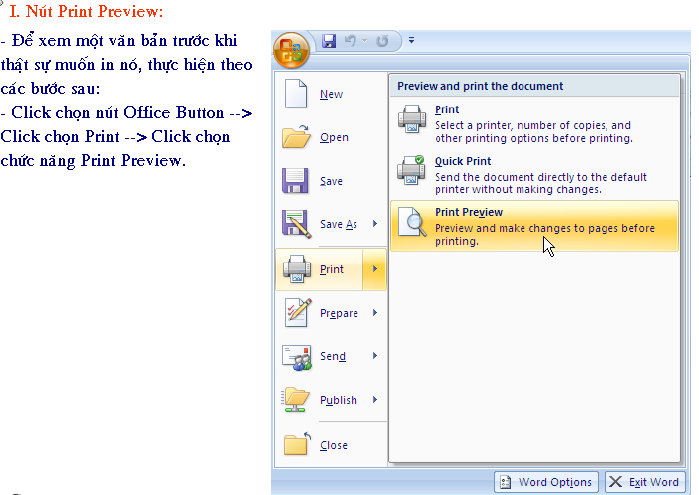 I. Nút Print Preview:
- Để xem một văn bản trước khi
thật sự muốn in nó, thực hiện theo
các bước sau:
- Click chọn nút Office Button -->
Click chọn Print --> Click chọn
chức năng Print Preview.
New
Open
Save
Save As
Print
Prepare
Send
Publish
Close
Preview and print the document
Print
Select a printer, number of copies, and
other printing options before printing.
Quick Print
Send the document directly to the default
printer without making changes.
Print Preview
Preview and make changes to pages before
printing.
Word Options
Exit Word